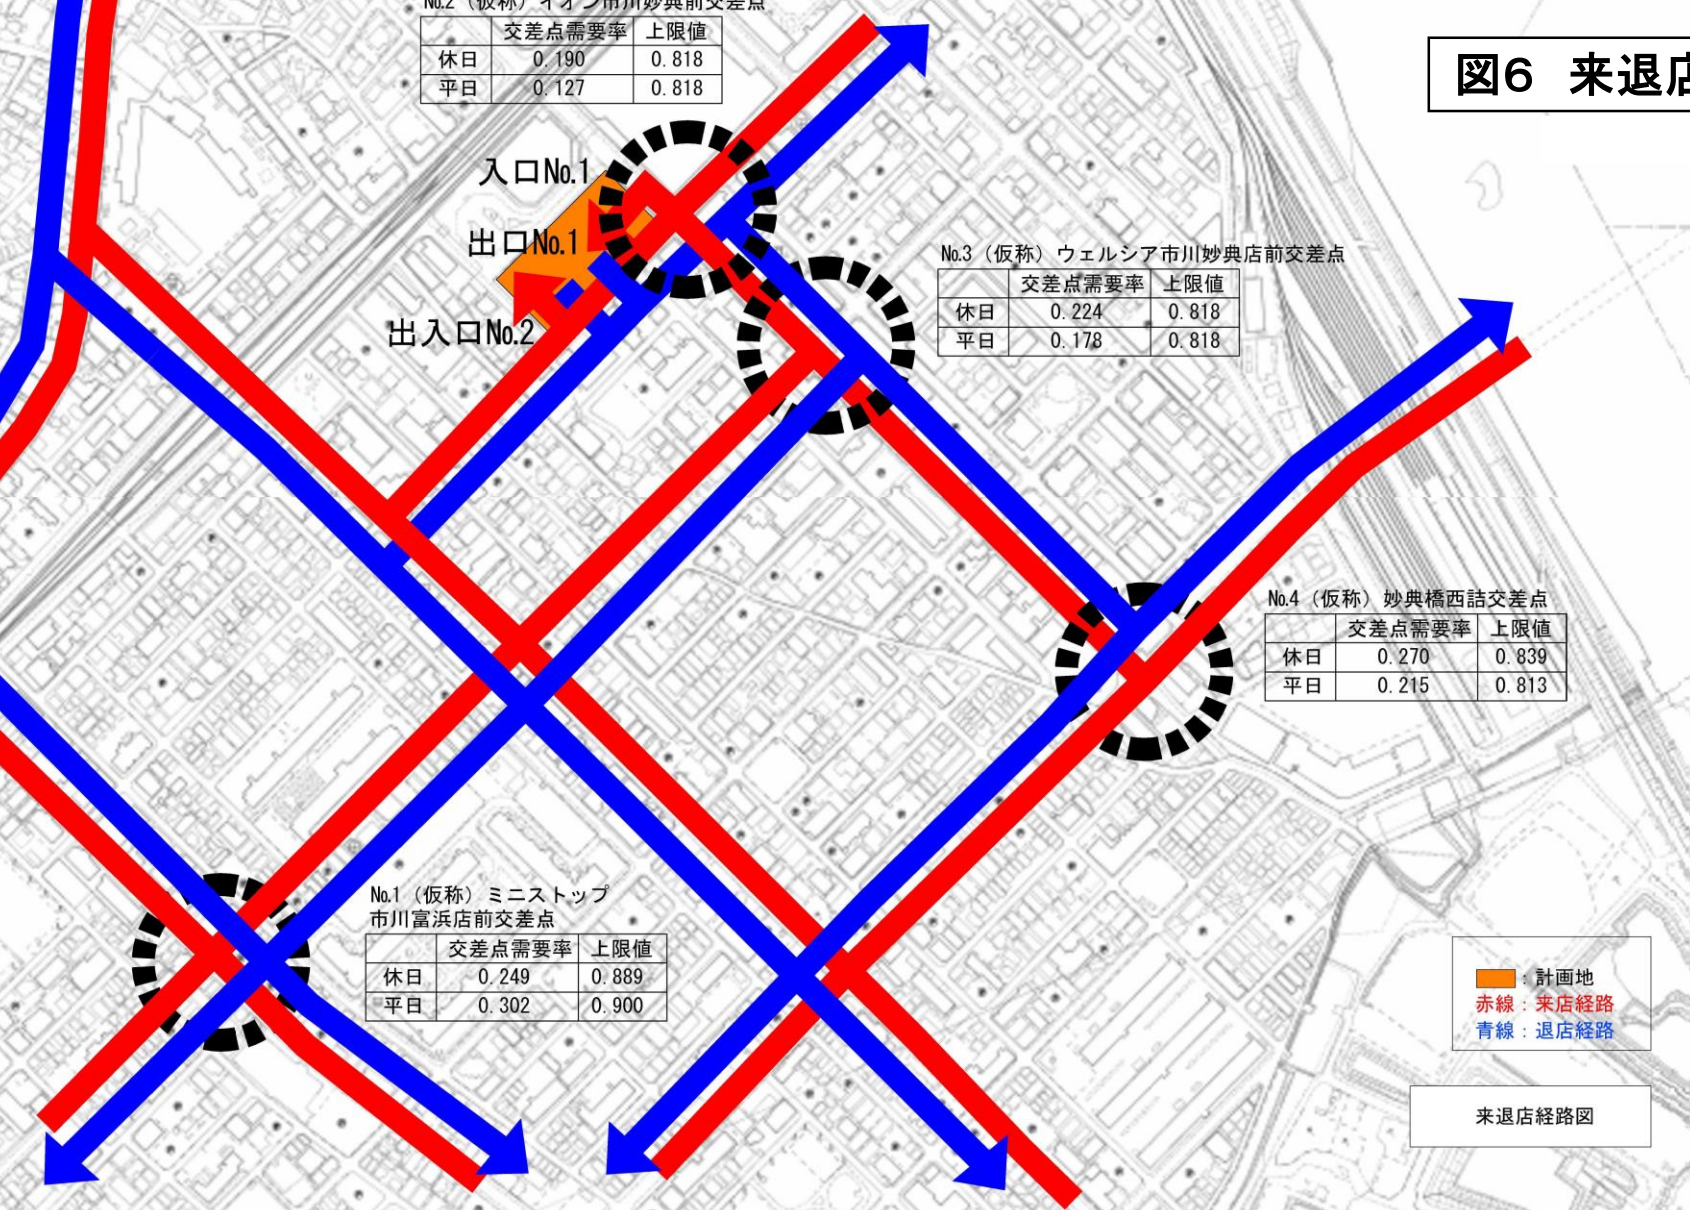 No.2（仮称）イオン市川妙典前交差点
交差点需要率 上限値
休日 0.190 0.818
平日 0.127 0.818
図6 来退店
入口No.1
出口No.1
出入口No.2
No.3（仮称）ウェルシア市川妙典店前交差点
交差点需要率 上限値
休日 0.224 0.818
平日 0.178 0.818
No.4（仮称）妙典橋西詰交差点
交差点需要率 上限値
休日 0.270 0.839
平日 0.215 0.813
No.1（仮称）ミニストップ
市川富浜店前交差点
交差点需要率 上限値
休日 0.249 0.889
平日 0.302 0.900
：計画地
赤線：来店経路
青線：退店経路
来退店経路図